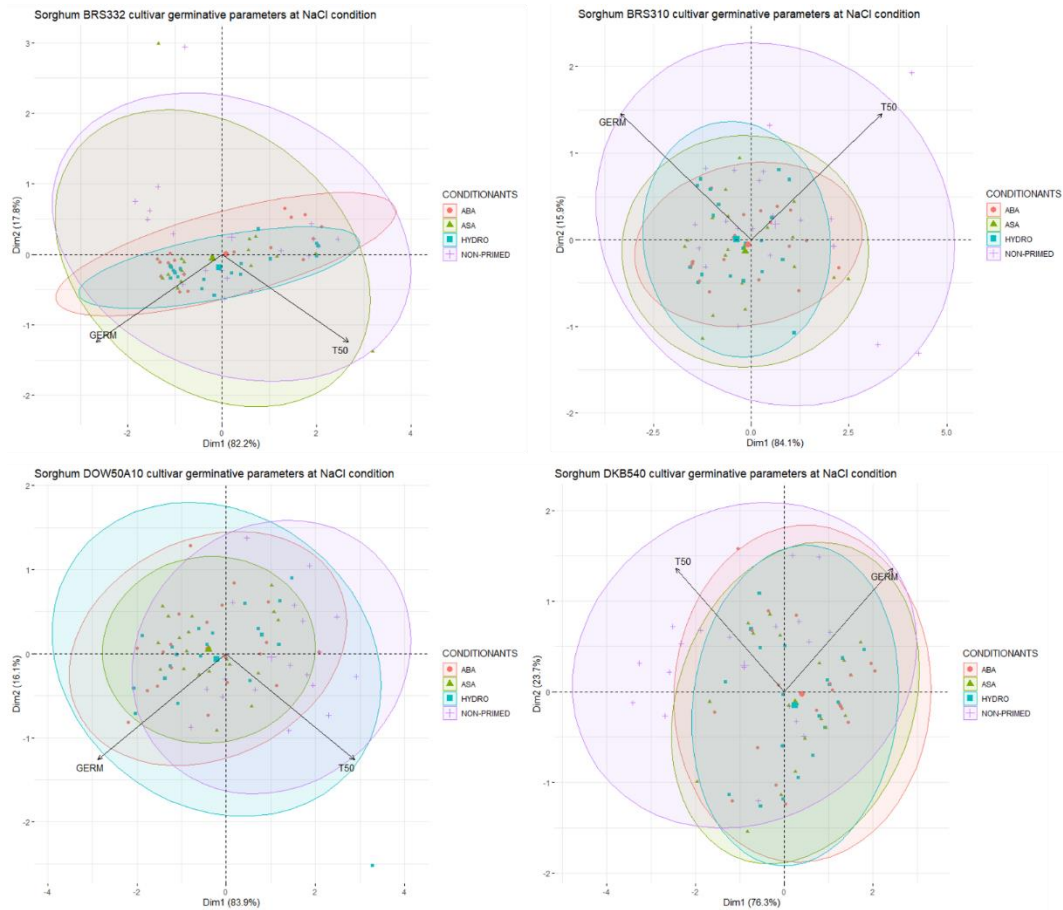 Sorghum BRS332 cultivar germinative parameters at NaCl condition
3
2
1
0
-1
-2
Dim2 (17.8%)
GERM
T50
-2
0
2
4
Dim1 (82.2%)
CONDITIONANTS
ABA
ASA
HYDRO
NON-PRIMED
Sorghum BRS310 cultivar germinative parameters at NaCl condition
2
1
0
-1
-2
Dim2 (15.9%)
GERM
T50
-2.5
0.0
2.5
5.0
Dim1 (84.1%)
CONDITIONANTS
ABA
ASA
HYDRO
NON-PRIMED
Sorghum DOW50A10 cultivar germinative parameters at NaCl condition
2
1
0
-1
-2
Dim2 (16.1%)
GERM
T50
-4
-2
0
2
4
Dim1 (83.9%)
CONDITIONANTS
ABA
ASA
HYDRO
NON-PRIMED
Sorghum DKB540 cultivar germinative parameters at NaCl condition
2
1
0
-1
-2
Dim2 (23.7%)
T50
GERM
-4
-2
0
2
Dim1 (76.3%)
CONDITIONANTS
ABA
ASA
HYDRO
NON-PRIMED